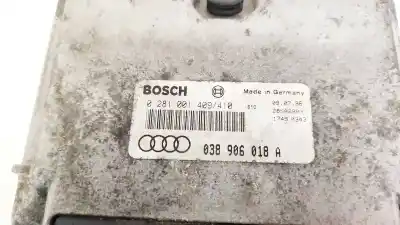 BOSCH Made in Germany
0 281 001 409/410
038 906 018 A